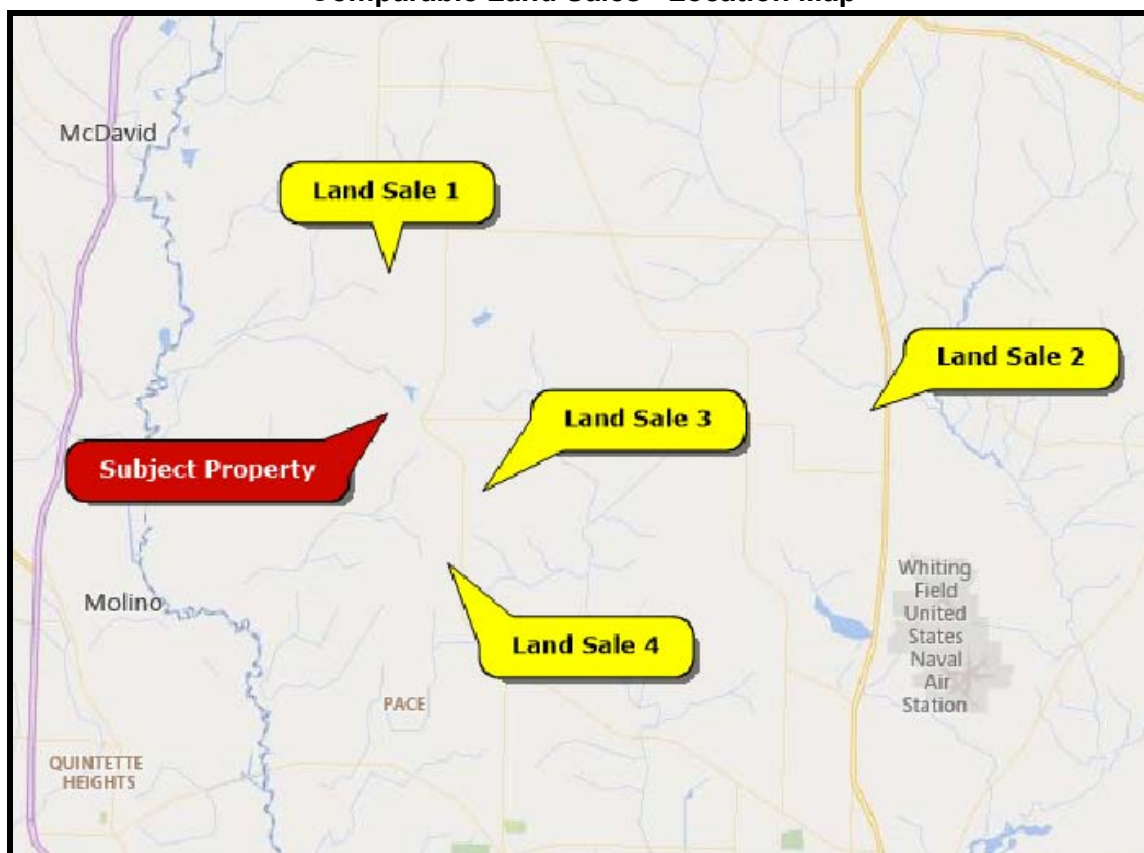 Comparable Land Sales - Location Map
McDavid
Land Sale 1
Land Sale 2
Land Sale 3
Subject Property
Whiting
Field
United
States
Naval
Air
Station
Molino
Land Sale 4
PACE
QUINTETTE
HEIGHTS